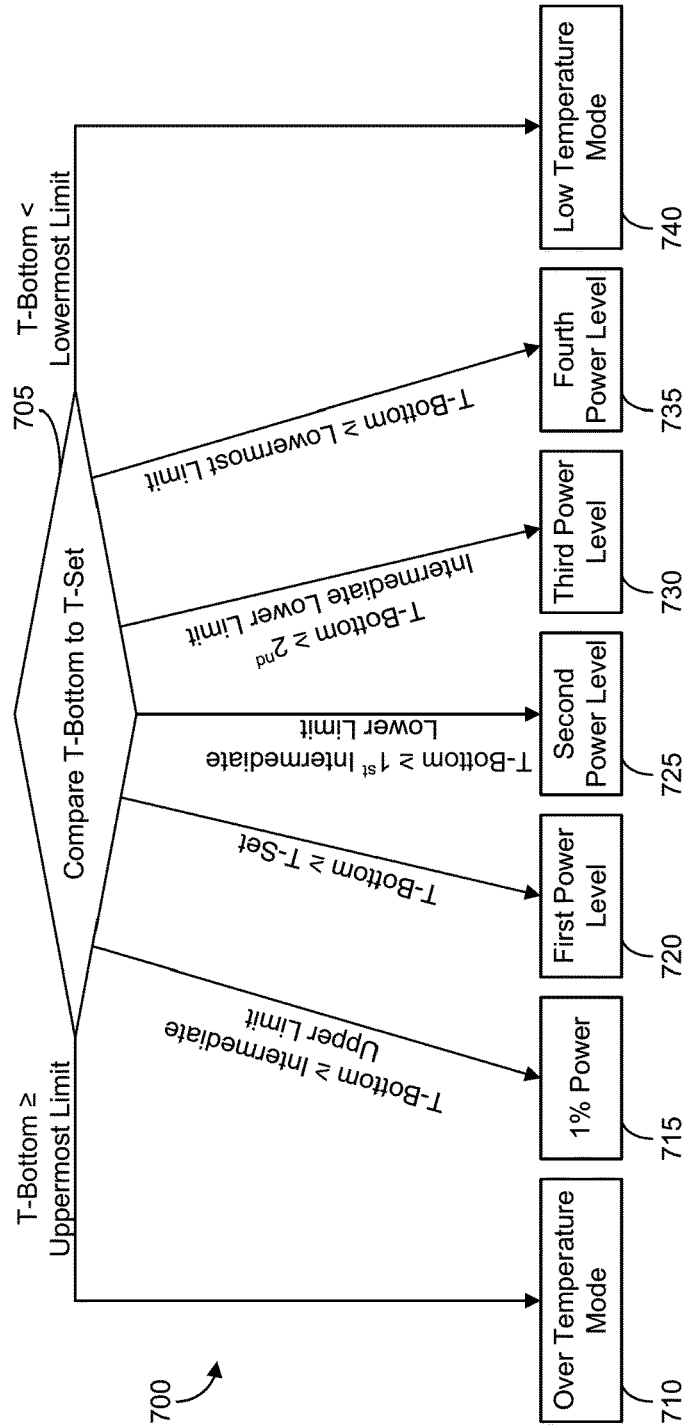 700
T-Bottom ≥
Uppermost Limit
705
T-Bottom <
Lowermost Limit
Compare T-Bottom to T-Set
T-Bottom ≥ Intermediate
Upper Limit
T-Bottom ≥ T-Set
T-Bottom ≥ 1st Intermediate
Lower Limit
T-Bottom ≥ 2nd
Intermediate Lower Limit
T-Bottom ≥ Lowermost Limit
Over Temperature
Mode
710
1% Power
715
First Power
Level
720
Second
Power Level
725
Third Power
Level
730
Fourth
Power Level
735
Low Temperature
Mode
740